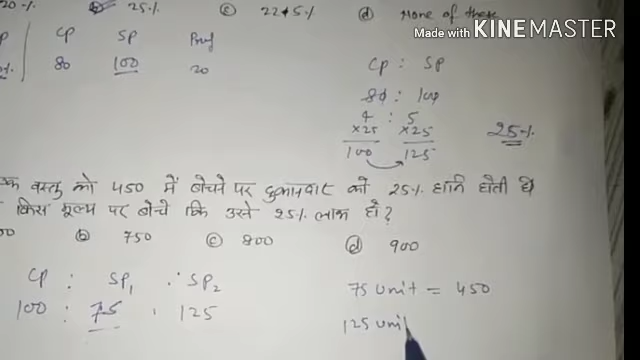 20% b 25% c 22.5% d None of these
Made with KINEMASTER
CP SP Profit
80 100 20
CP : SP
80 : 100
4 : 5
×25 ×25
100 125
25%
वस्तु को 450 में बेचने पर दुकानदार को 25% हानि होती है
किस मूल्य पर बेचे कि उसे 25% लाभ हो?
b 750 c 800 d 900
CP : SP1 : SP2
100 : 75 : 125
75 unit = 450
125 unit